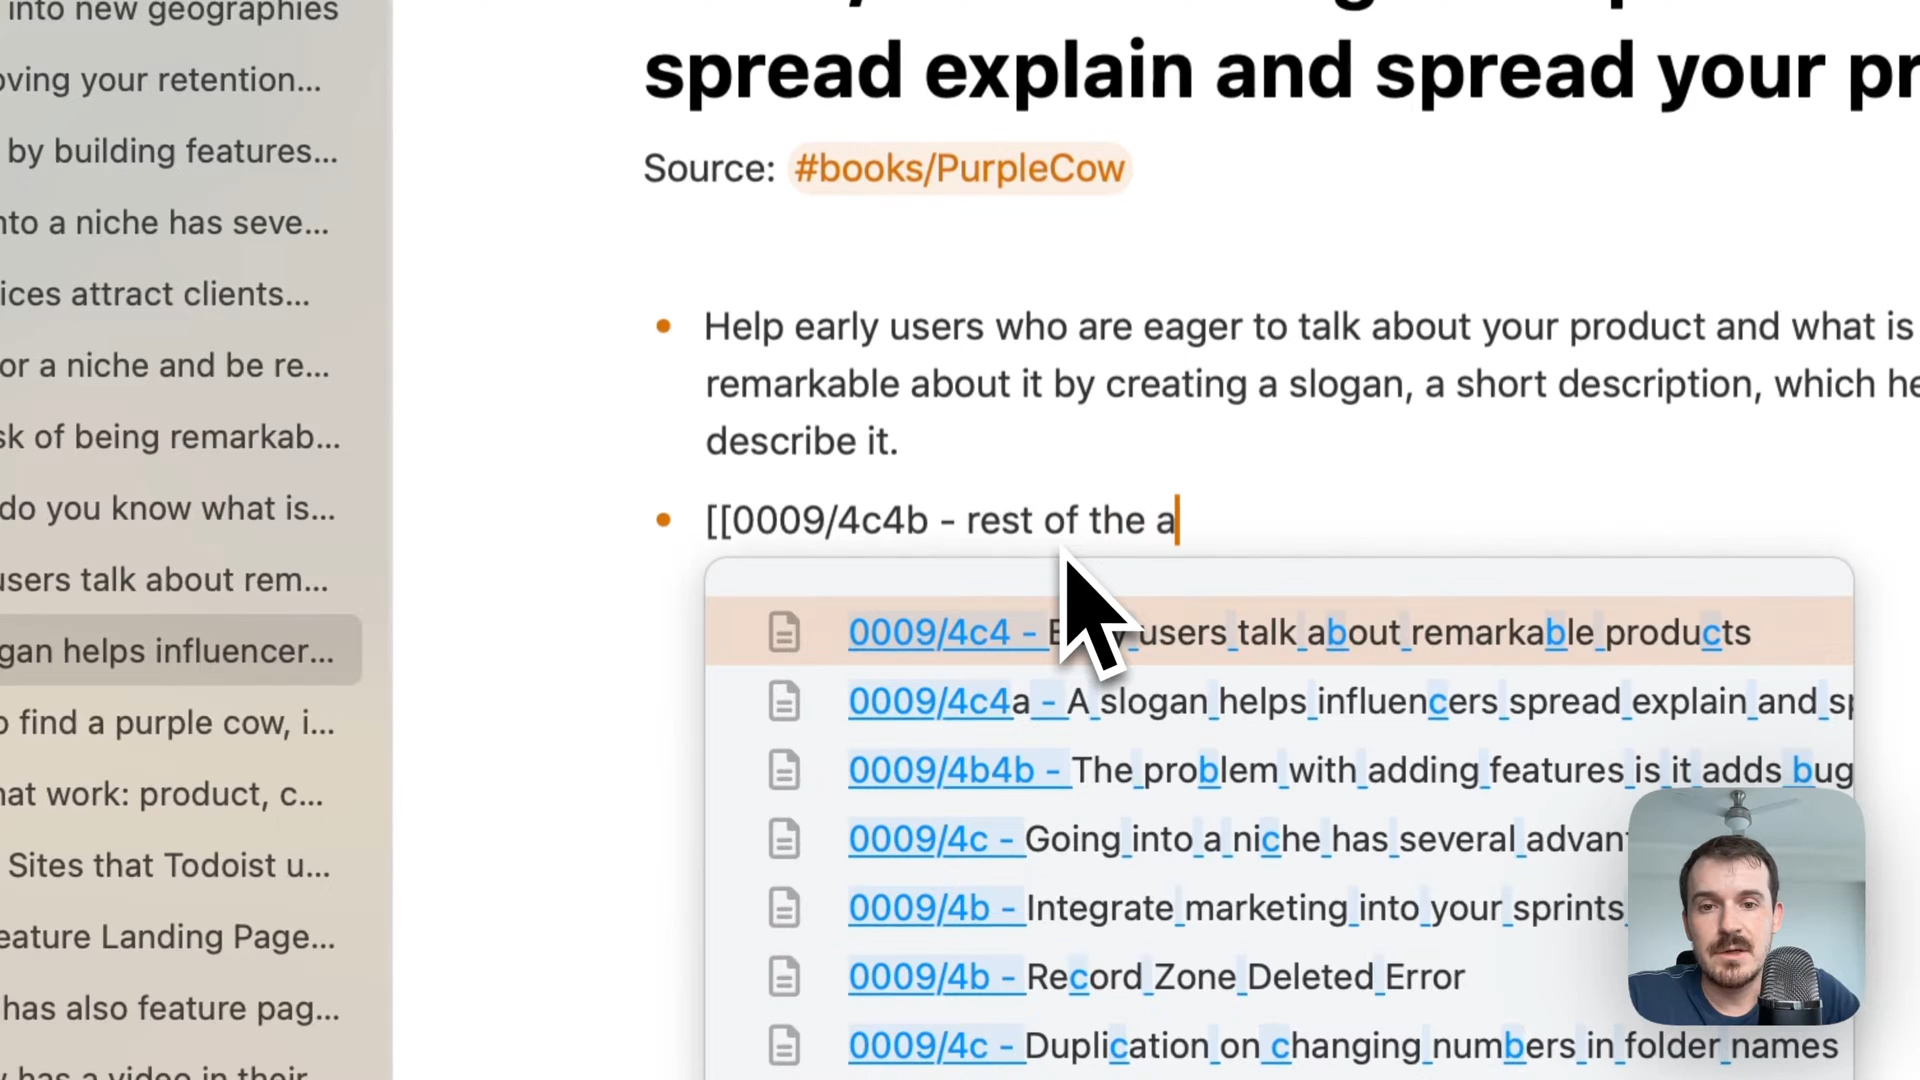 into new geographies
oving your retention...
by building features...
nto a niche has seve...
ices attract clients...
or a niche and be re...
sk of being remarkab...
do you know what is...
users talk about rem...
gan helps influencer...
o find a purple cow, i...
hat work: product, c...
Sites that Todoist u...
eature Landing Page...
has also feature pag...
has a video in their
spread explain and spread your pr
Source: #books/PurpleCow
• Help early users who are eager to talk about your product and what is
remarkable about it by creating a slogan, a short description, which he
describe it.
• [[0009/4c4b - rest of the a
0009/4c4 - users talk about remarkable products
0009/4c4a - A slogan helps influencers spread explain and sp
0009/4b4b - The problem with adding features is it adds bug
0009/4c - Going into a niche has several advan
0009/4b - Integrate marketing into your sprints
0009/4b - Record Zone Deleted Error
0009/4c - Duplication on changing numbers in folder names